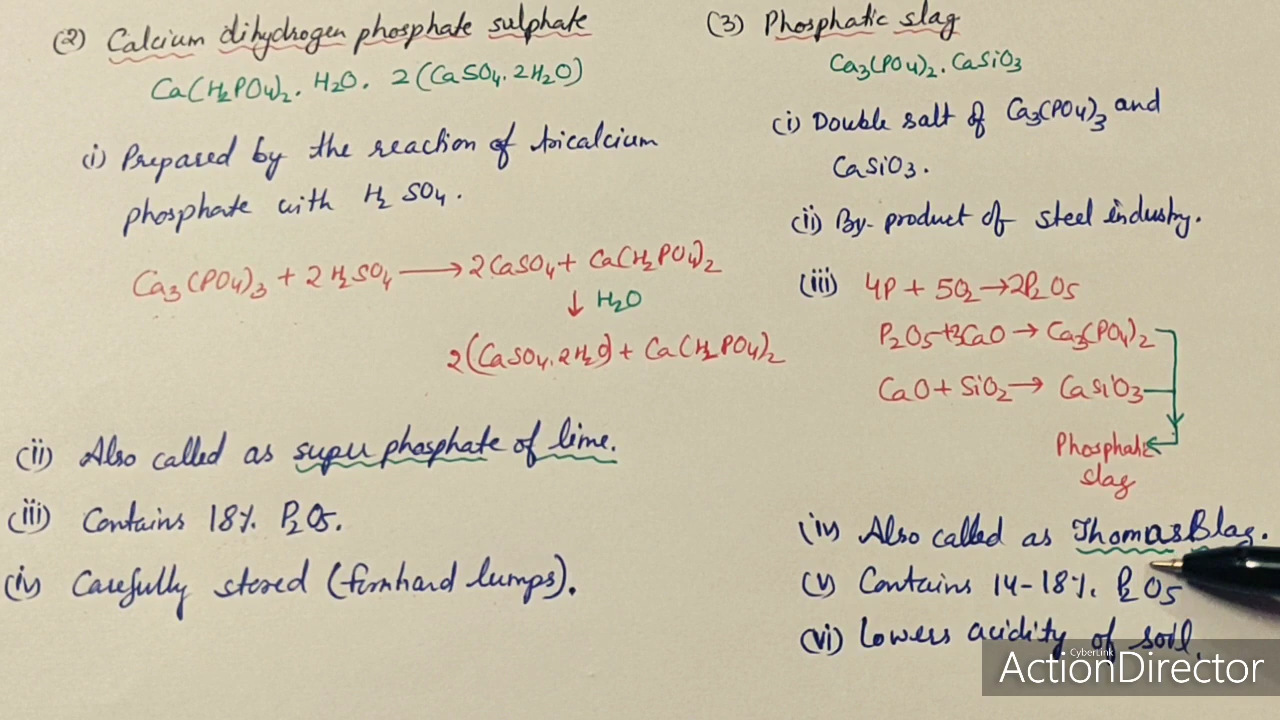 (2) Calcium dihydrogen phosphate sulphate
Ca(H2PO4)2. H2O. 2(CaSO4.2H2O)
(i) Prepared by the reaction of tricalcium
phosphate with H2SO4.
Ca3(PO4)3 + 2H2SO4 → 2CaSO4 + Ca(H2PO4)2
↓ H2O
2(CaSO4.2H2O) + Ca(H2PO4)2
(ii) Also called as super phosphate of lime.
(iii) Contains 18% P2O5.
(iv) Carefully stored (form hard lumps).
(3) Phosphatic slag
Ca3(PO4)2. CaSiO3
(i) Double salt of Ca3(PO4)3 and
CaSiO3.
(ii) By-product of steel industry.
(iii) 4P + 5O2 → 2P2O5
P2O5 + 3CaO → Ca3(PO4)2
CaO + SiO2 → CaSiO3
Phosphatic
slag
(iv) Also called as Thomas Blag.
(v) Contains 14-18% P2O5
(vi) Lowers acidity of soil.
CyberLink
ActionDirector